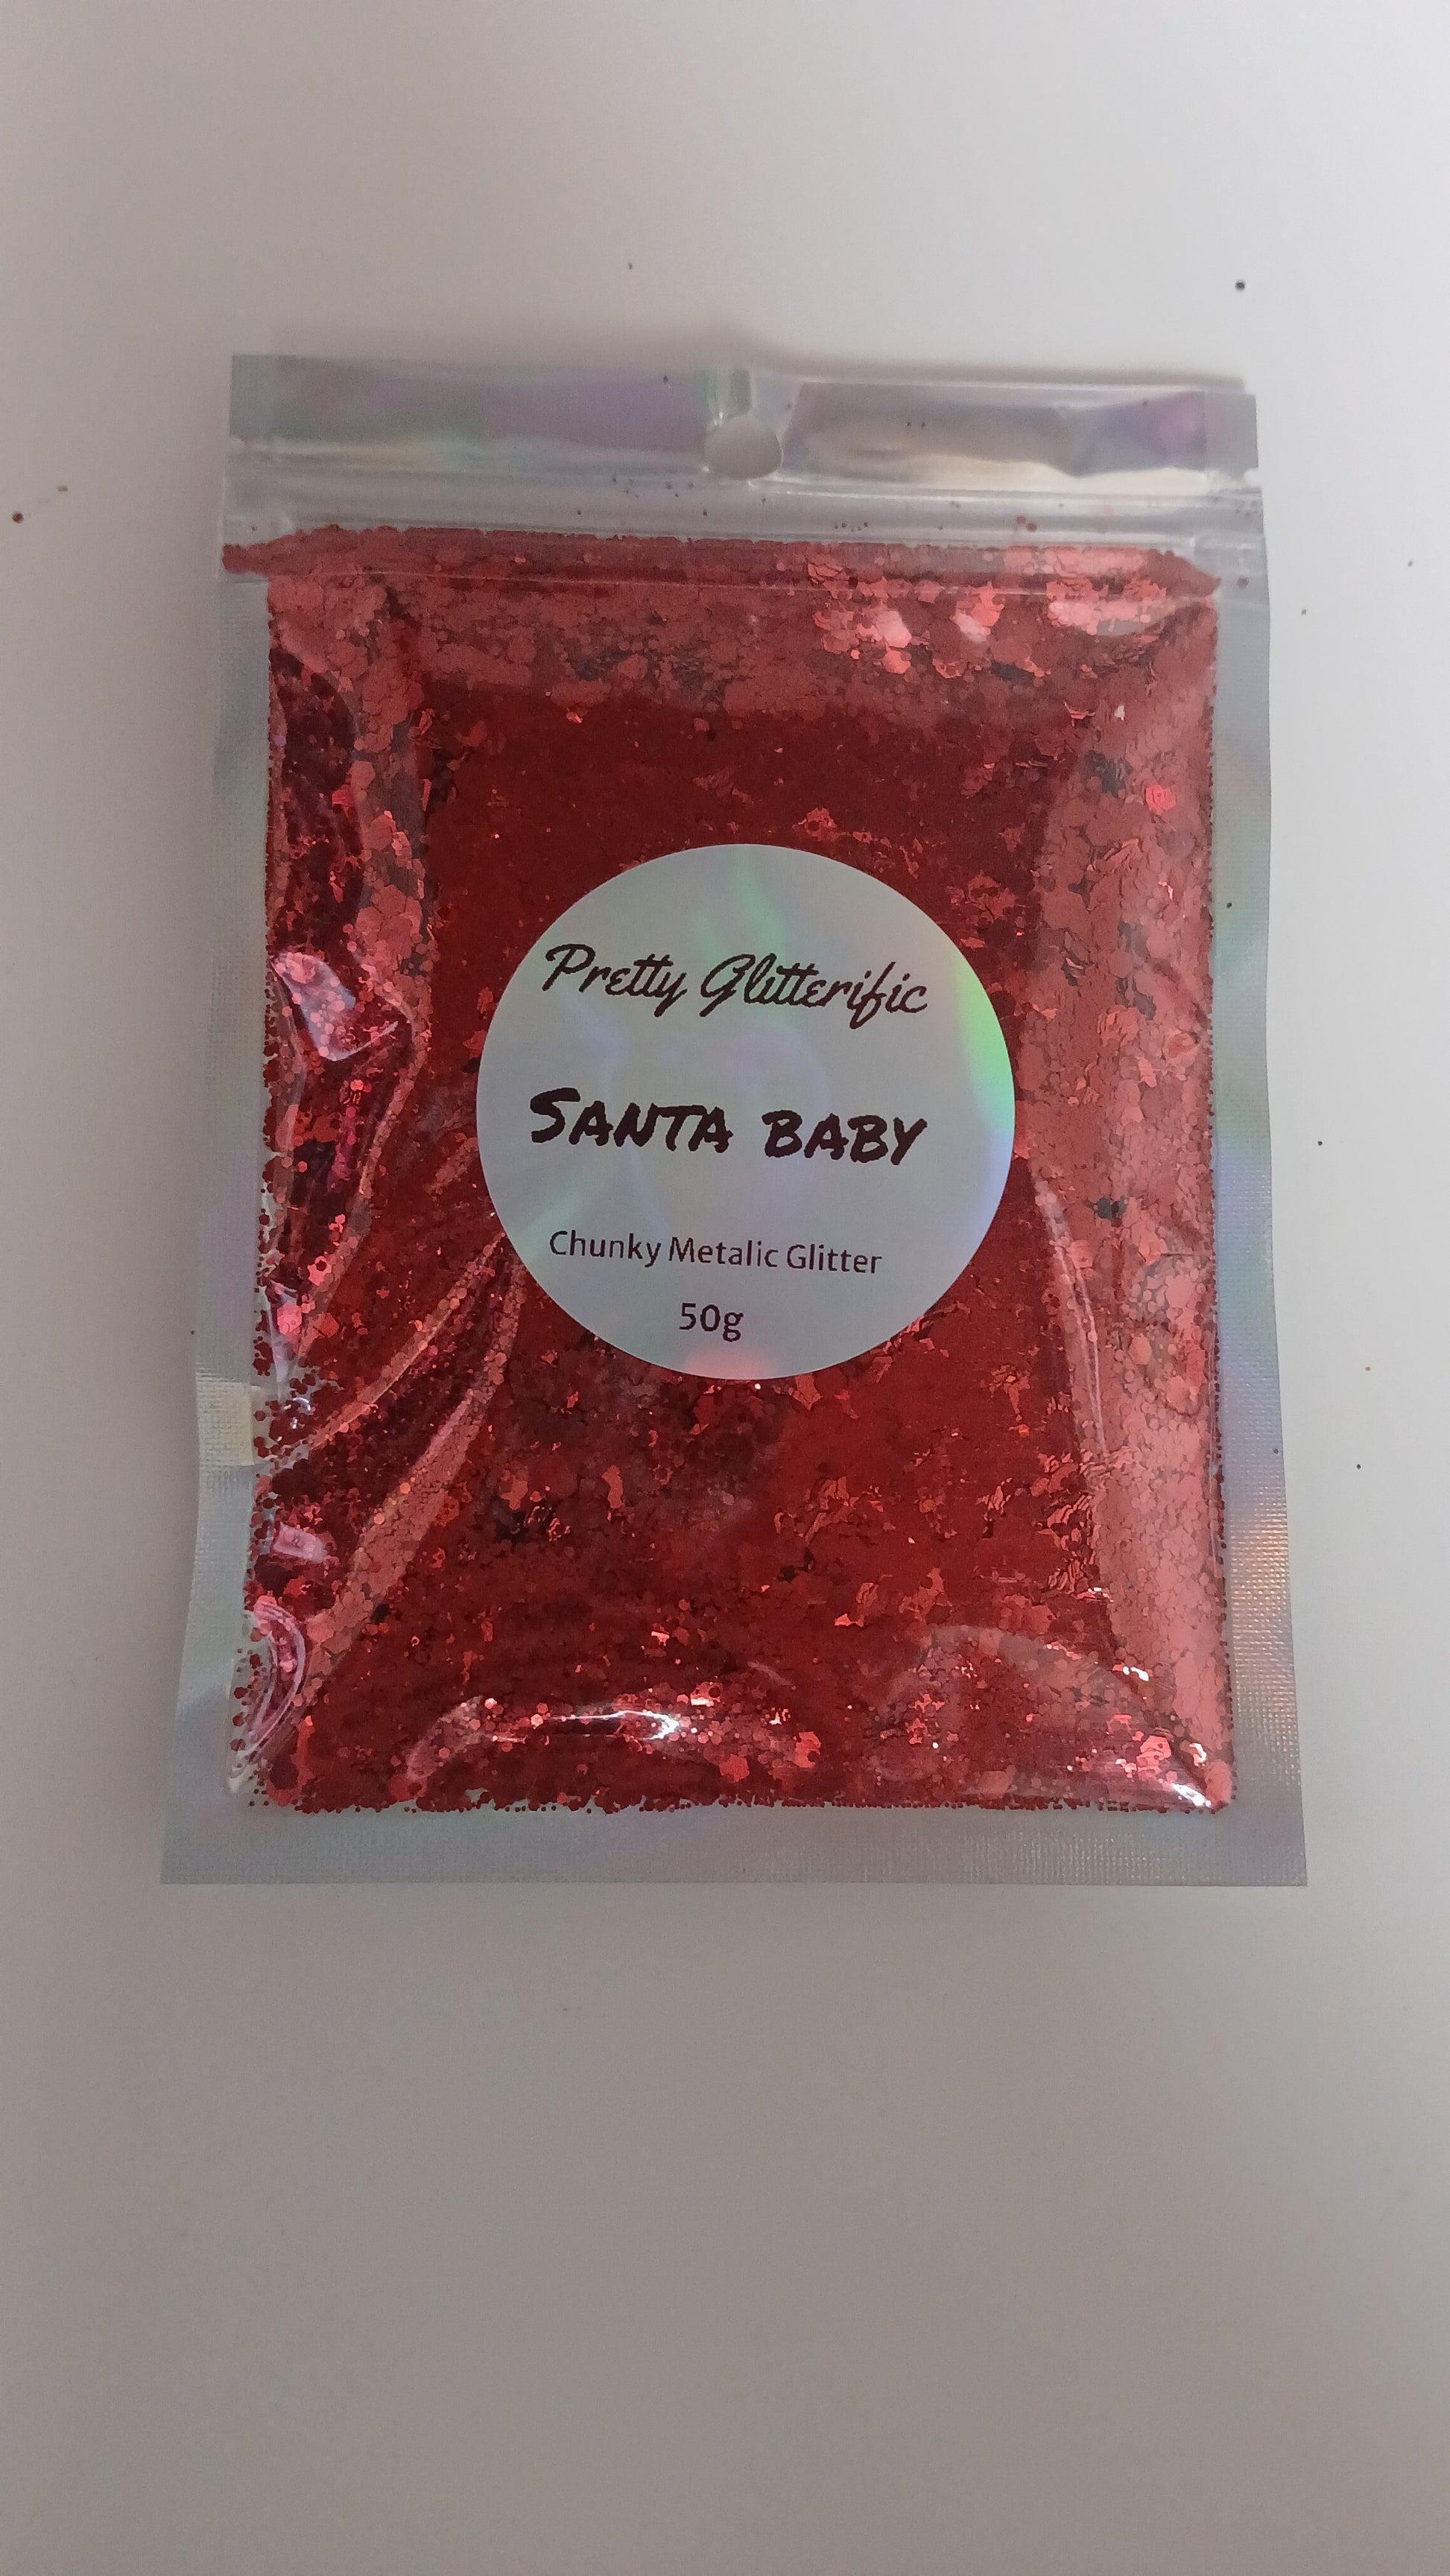 Pretty Glitterific
Santa baby
Chunky Metalic Glitter
50g